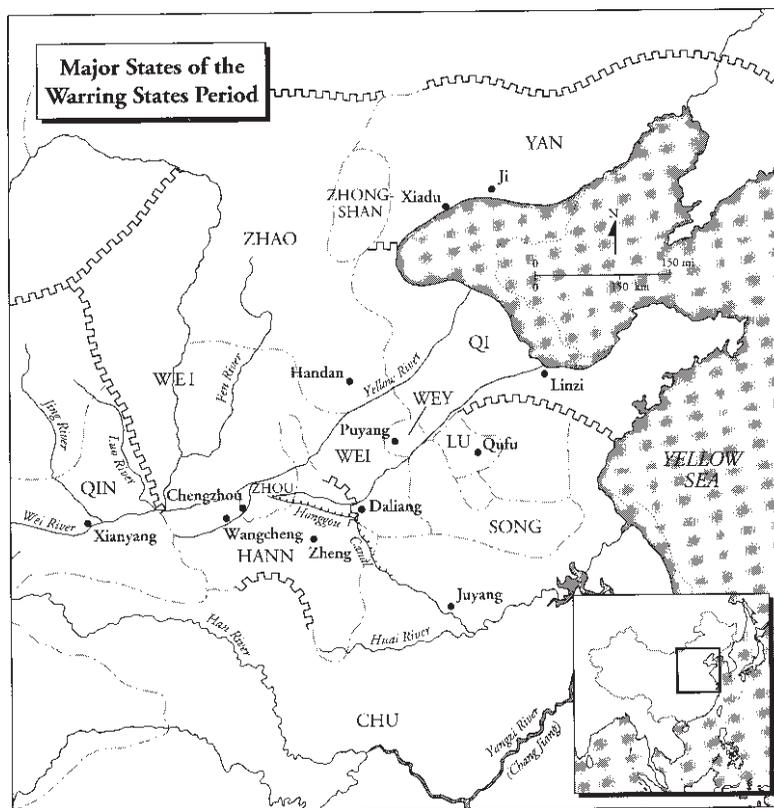 Major States of the
Warring States Period
YAN
Ji
Xiadu
ZHONG-
SHAN
ZHAO
N
0 150 mi
0 150 km
QI
WEI
Fen River
Handan
Yellow River
WEY
Linzi
Jing River
Luo River
Puyang
WEI
LU
Qufu
YELLOW
SEA
QIN
Chengzhou
ZHOU
Daliang
SONG
Wei River
Xianyang
Wangcheng
Hanggou
Canal
HANN
Zheng
Juyang
Han River
Huai River
CHU
Yangzi River
(Chang Jiang)